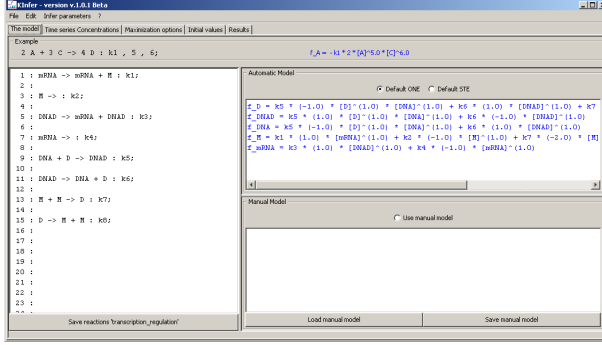 KInfer - version v.1.0.1 Beta
File Edit Infer parameters ?
The model Time series Concentrations Maximization options Initial values Results
Example
2 A + 3 C -> 4 D : k1 , 5 , 6;
f_A = - k1 * 2 * [A]^5.0 * [C]^6.0
1 : mRNA -> mRNA + M : k1;
2 :
3 : M -> : k2;
4 :
5 : DNAD -> mRNA + DNAD : k3;
6 :
7 : mRNA -> : k4;
8 :
9 : DNA + D -> DNAD : k5;
10 :
11 : DNAD -> DNA + D : k6;
12 :
13 : M + M -> D : k7;
14 :
15 : D -> M + M : k8;
16 :
17 :
18 :
19 :
20 :
21 :
22 :
23 :
Save reactions 'transcription_regulation'
Automatic Model
Default ONE Default STE
f_D = k5 * (-1.0) * [D]^(1.0) * [DNA]^(1.0) + k6 * (1.0) * [DNAD]^(1.0) + k7
f_DNAD = k5 * (1.0) * [D]^(1.0) * [DNA]^(1.0) + k6 * (-1.0) * [DNAD]^(1.0)
f_DNA = k5 * (-1.0) * [D]^(1.0) * [DNA]^(1.0) + k6 * (1.0) * [DNAD]^(1.0)
f_M = k1 * (1.0) * [mRNA]^(1.0) + k2 * (-1.0) * [M]^(1.0) + k7 * (-2.0) * [M]
f_mRNA = k3 * (1.0) * [DNAD]^(1.0) + k4 * (-1.0) * [mRNA]^(1.0)
Manual Model
Use manual model
Load manual model Save manual model